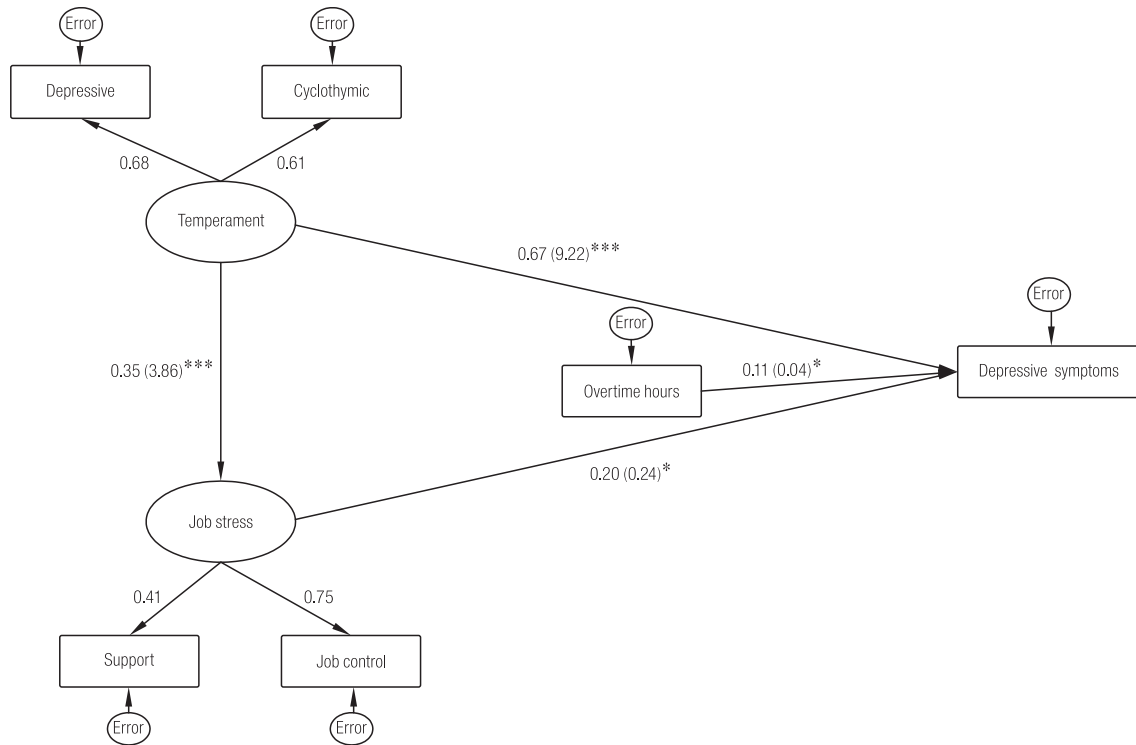 Error
Error
Depressive
Cyclothymic
0.68
0.61
Temperament
0.67 (9.22)***
Error
Error
0.35 (3.86)***
0.11 (0.04)*
Depressive symptoms
Overtime hours
0.20 (0.24)*
Job stress
0.41
0.75
Support
Job control
Error
Error